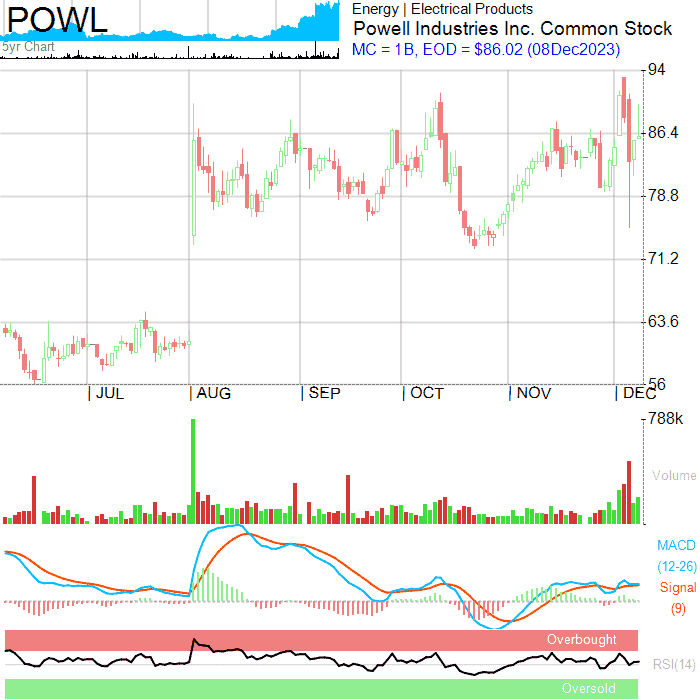 POWL
5yr Chart
Energy | Electrical Products
Powell Industries Inc. Common Stock
MC = 1B, EOD = $86.02 (08Dec2023)
94
86.4
78.8
71.2
63.6
56
JUL
AUG
SEP
OCT
NOV
DEC
788k
Volume
MACD
(12-26)
Signal
(9)
Overbought
RSI(14)
Oversold